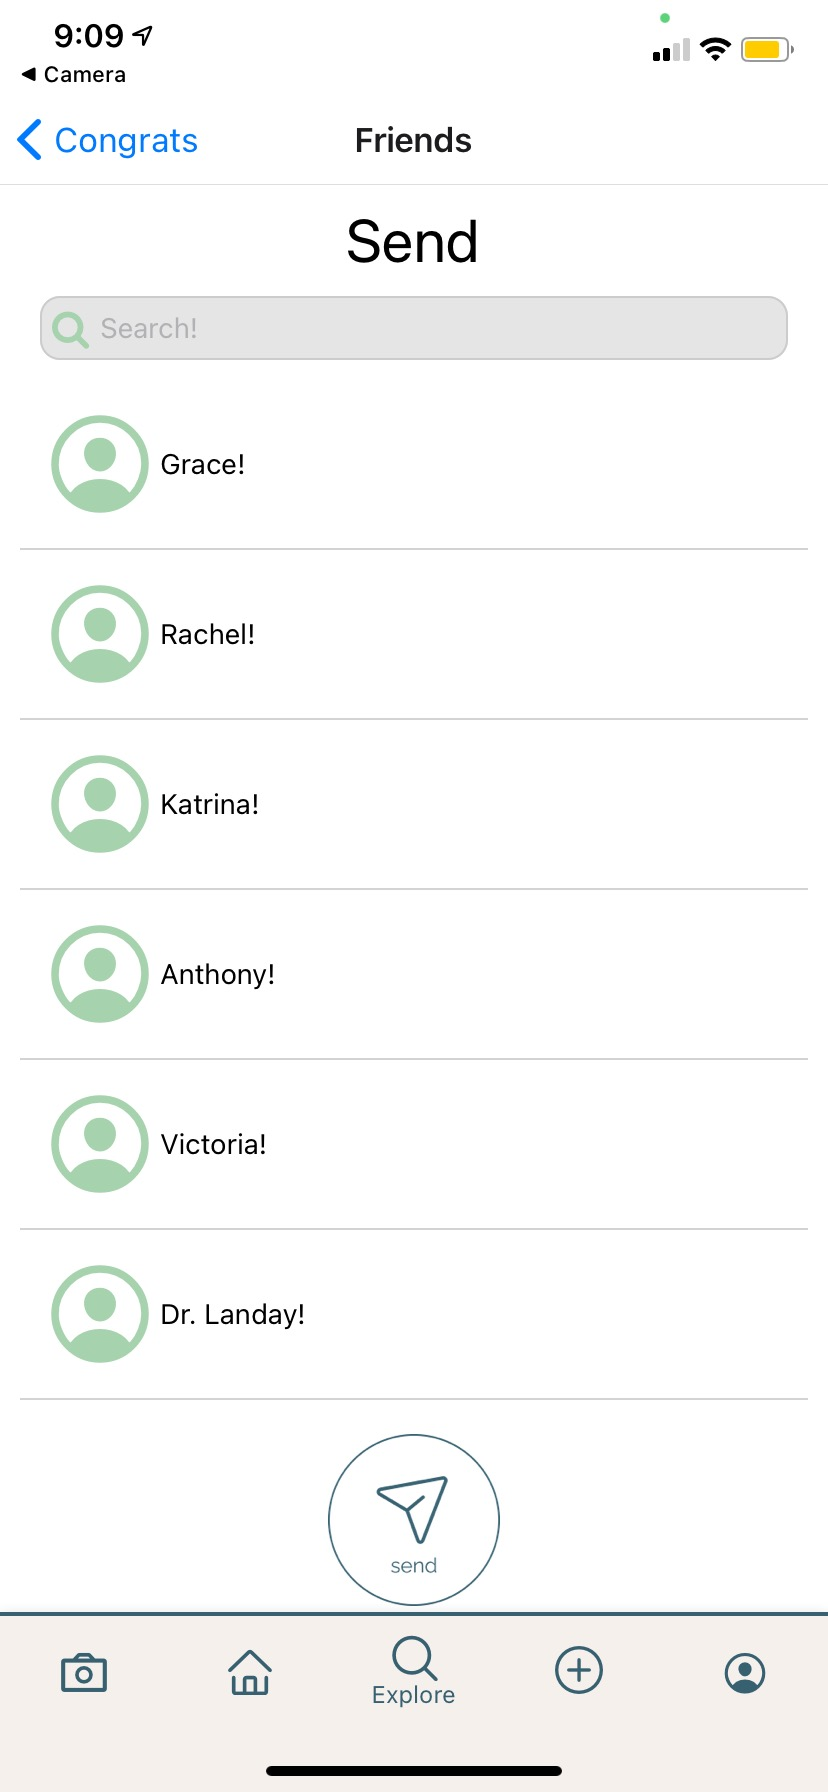 9:09
Camera
Congrats
Friends
Send
Search!
Grace!
Rachel!
Katrina!
Anthony!
Victoria!
Dr. Landay!
send
Explore